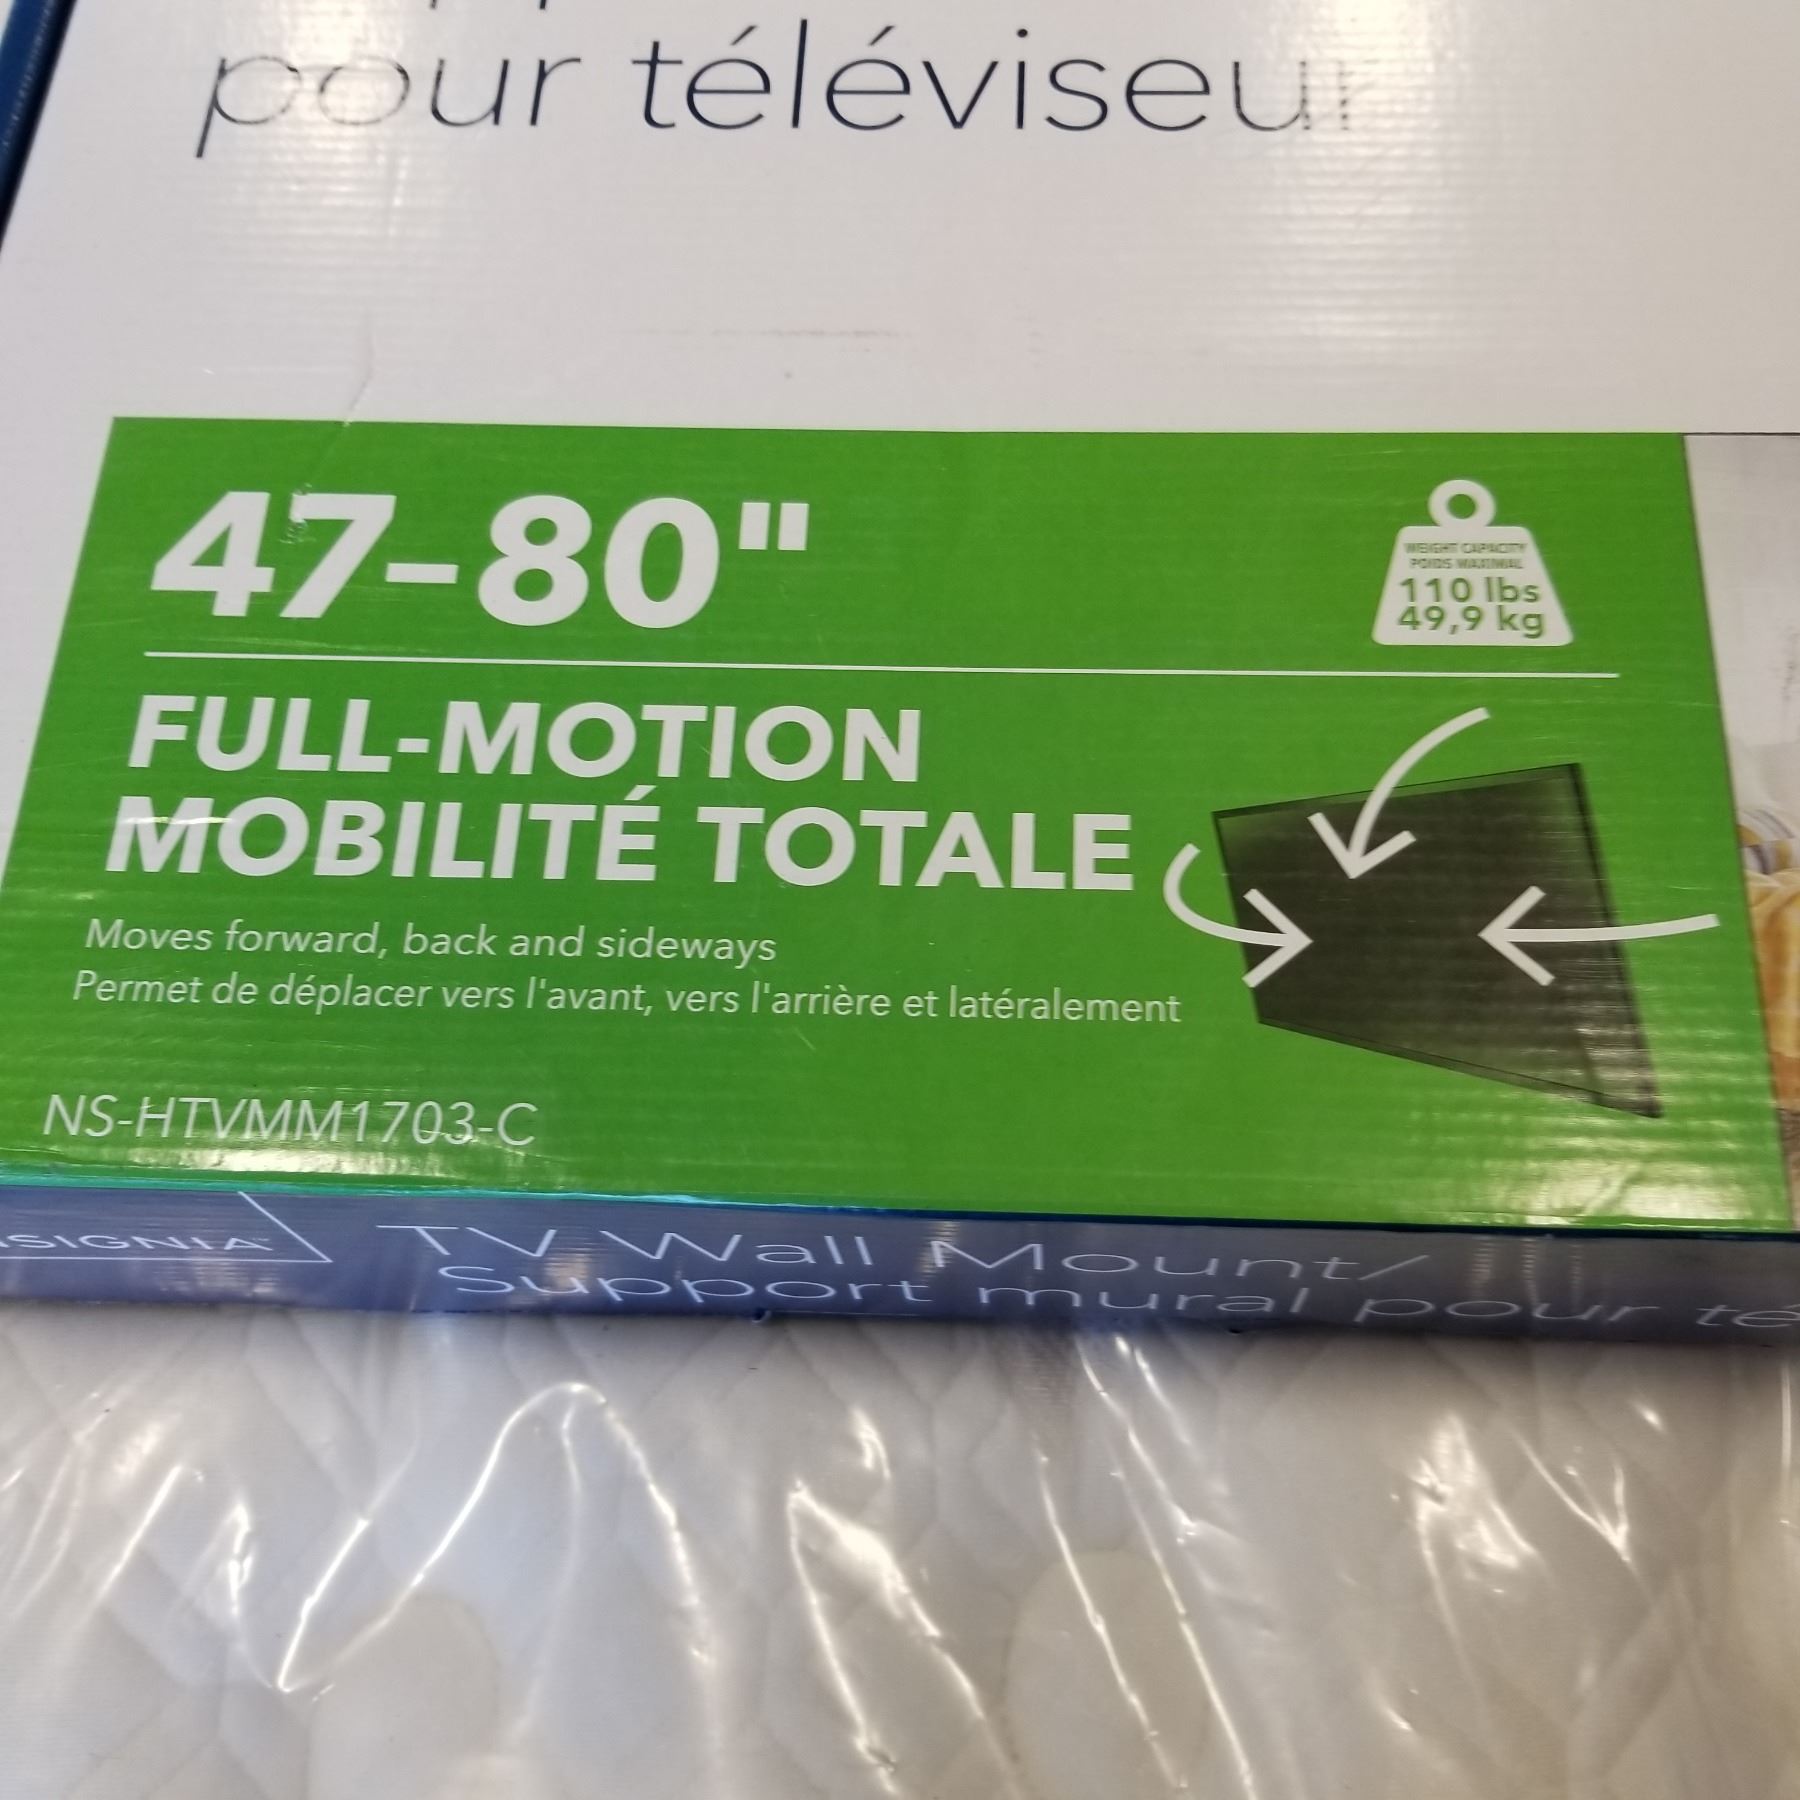 pour téléviseur
47–80"
WEIGHT CAPACITY
POIDS MAXIMAL
110 lbs
49,9 kg
FULL-MOTION
MOBILITÉ TOTALE
Moves forward, back and sideways
Permet de déplacer vers l'avant, vers l'arrière et latéralement
NS-HTVMM1703-C
SIGNIA™ TV Wall Mount/
Support mural pour té